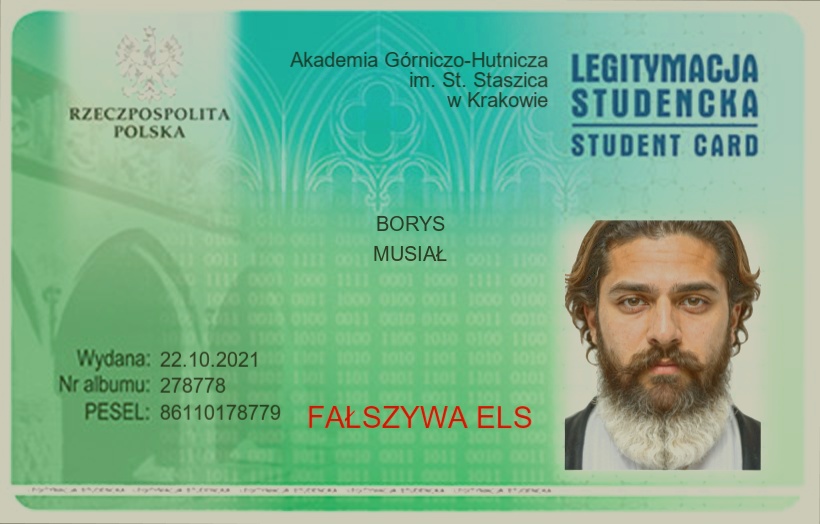 Akademia Górniczo-Hutnicza
im. St. Staszica
w Krakowie
LEGITYMACJA
STUDENCKA
STUDENT CARD
RZECZPOSPOLITA
POLSKA
BORYS
MUSIAŁ
Wydana: 22.10.2021
Nr albumu: 278778
PESEL: 86110178779
FAŁSZYWA ELS